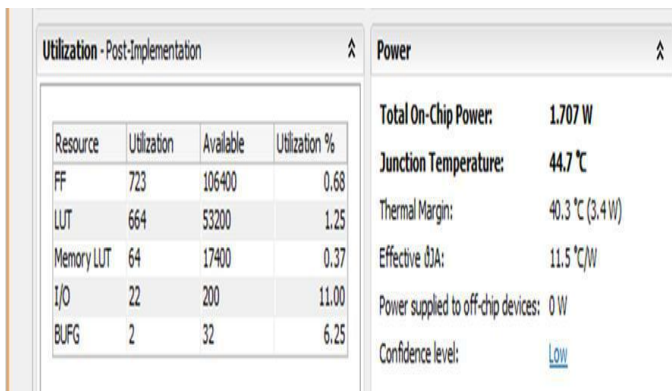 Utilization - Post-Implementation
Resource Utilization Available Utilization %
FF 723 106400 0.68
LUT 664 53200 1.25
Memory LUT 64 17400 0.37
I/O 22 200 11.00
BUFG 2 32 6.25
Power
Total On-Chip Power: 1.707 W
Junction Temperature: 44.7 °C
Thermal Margin: 40.3 °C (3.4 W)
Effective ϑJA: 11.5 °C/W
Power supplied to off-chip devices: 0 W
Confidence level: Low